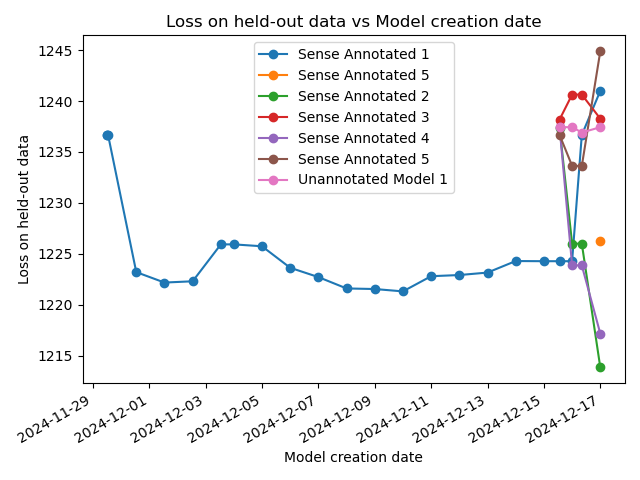 Loss on held-out data vs Model creation date
Loss on held-out data
1245
1240
1235
1230
1225
1220
1215
Sense Annotated 1
Sense Annotated 5
Sense Annotated 2
Sense Annotated 3
Sense Annotated 4
Sense Annotated 5
Unannotated Model 1
2024-11-29
2024-12-01
2024-12-03
2024-12-05
2024-12-07
2024-12-09
2024-12-11
2024-12-13
2024-12-15
2024-12-17
Model creation date